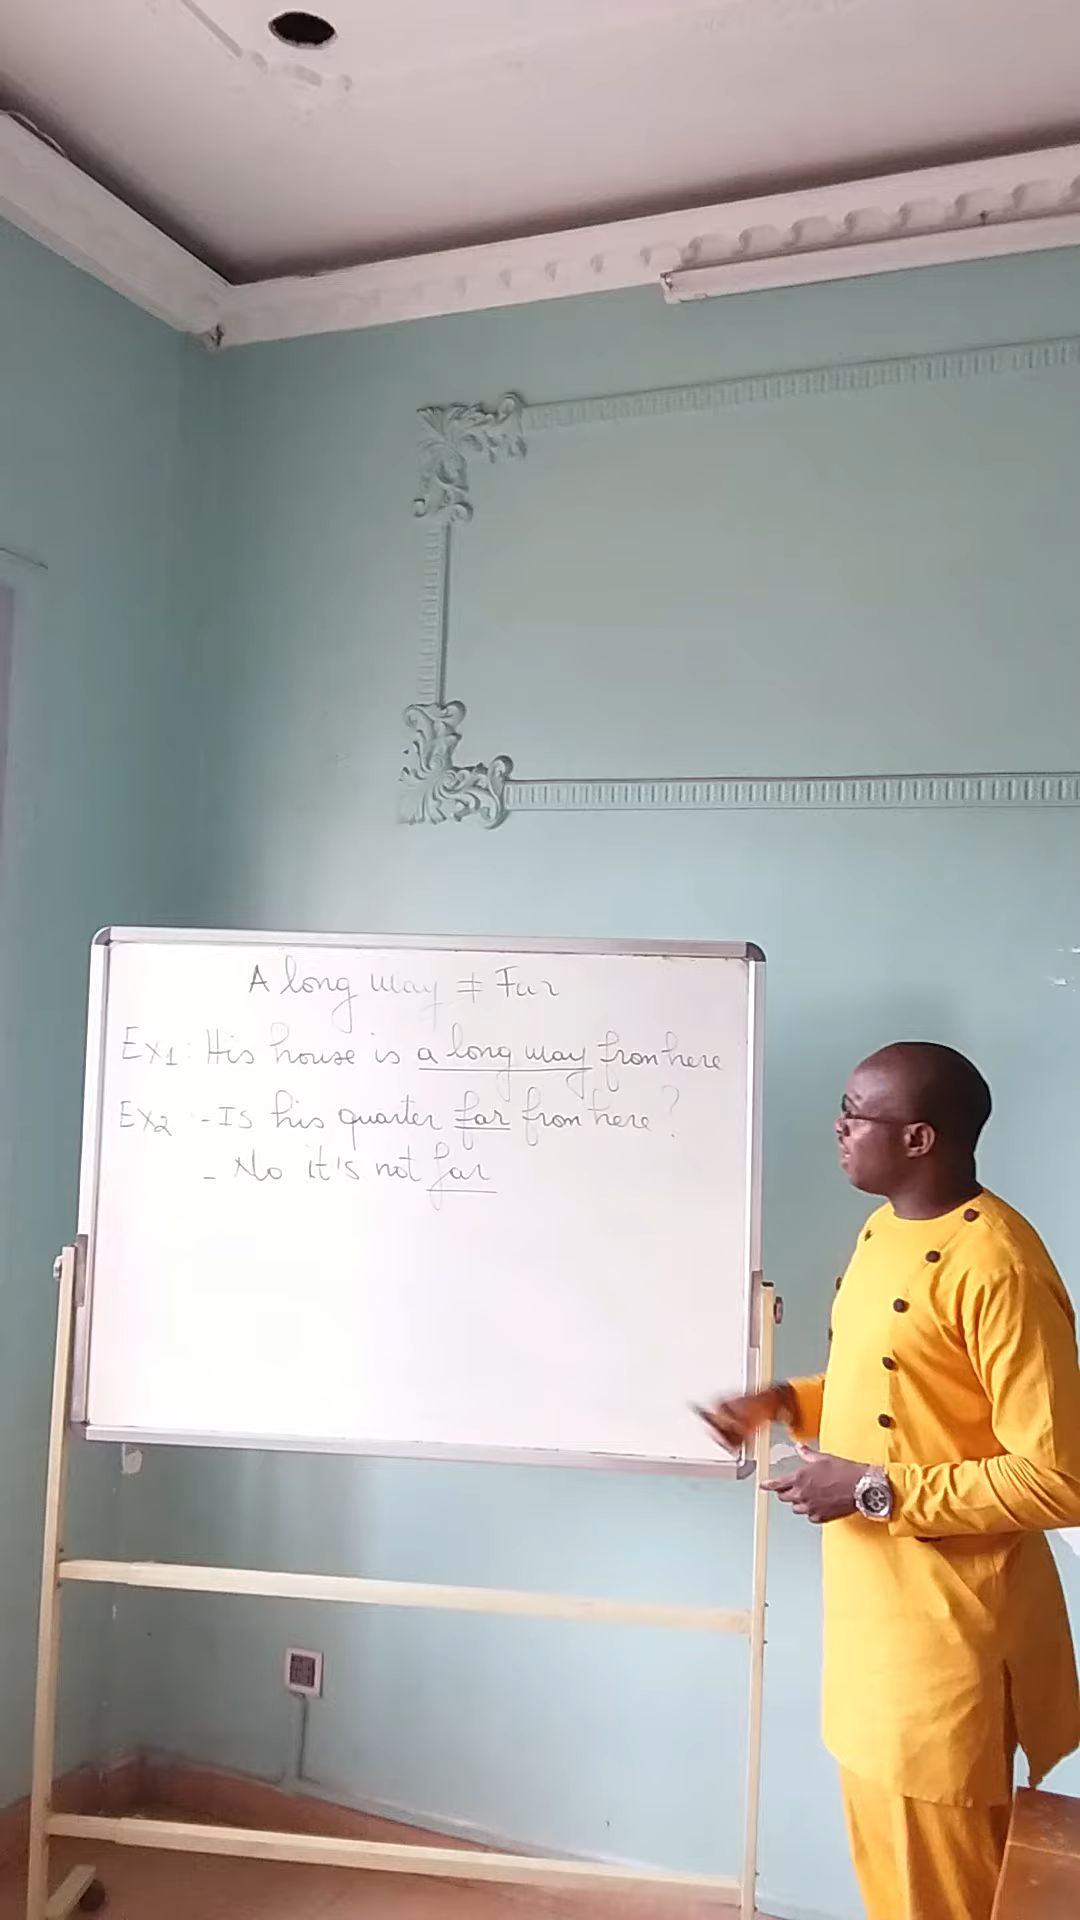 A long way ≠ Far
Ex1: His house is a long way from here
Ex2: - Is his quarter far from here?
- No it's not far